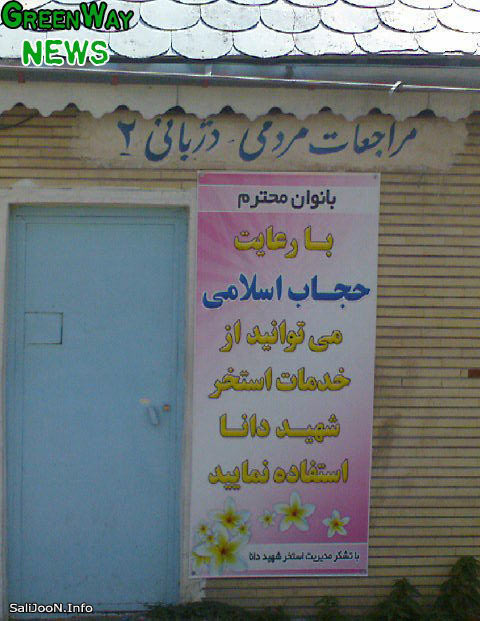 GREENWAY
NEWS
مراجعات مردمی - دژبانی ۲
بانوان محترم
با رعایت
حجاب اسلامی
می توانید از
خدمات استخر
شهید دانا
استفاده نمایید
با تشکر مدیریت استخر شهید دانا
SaliJooN.Info